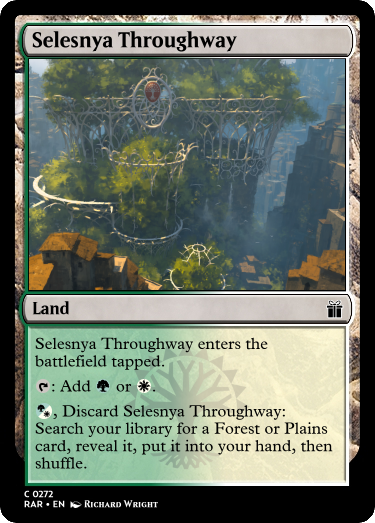 Selesnya Throughway
Land
Selesnya Throughway enters the
battlefield tapped.
: Add or .
, Discard Selesnya Throughway:
Search your library for a Forest or Plains
card, reveal it, put it into your hand, then
shuffle.
C 0272
RAR • EN Richard Wright